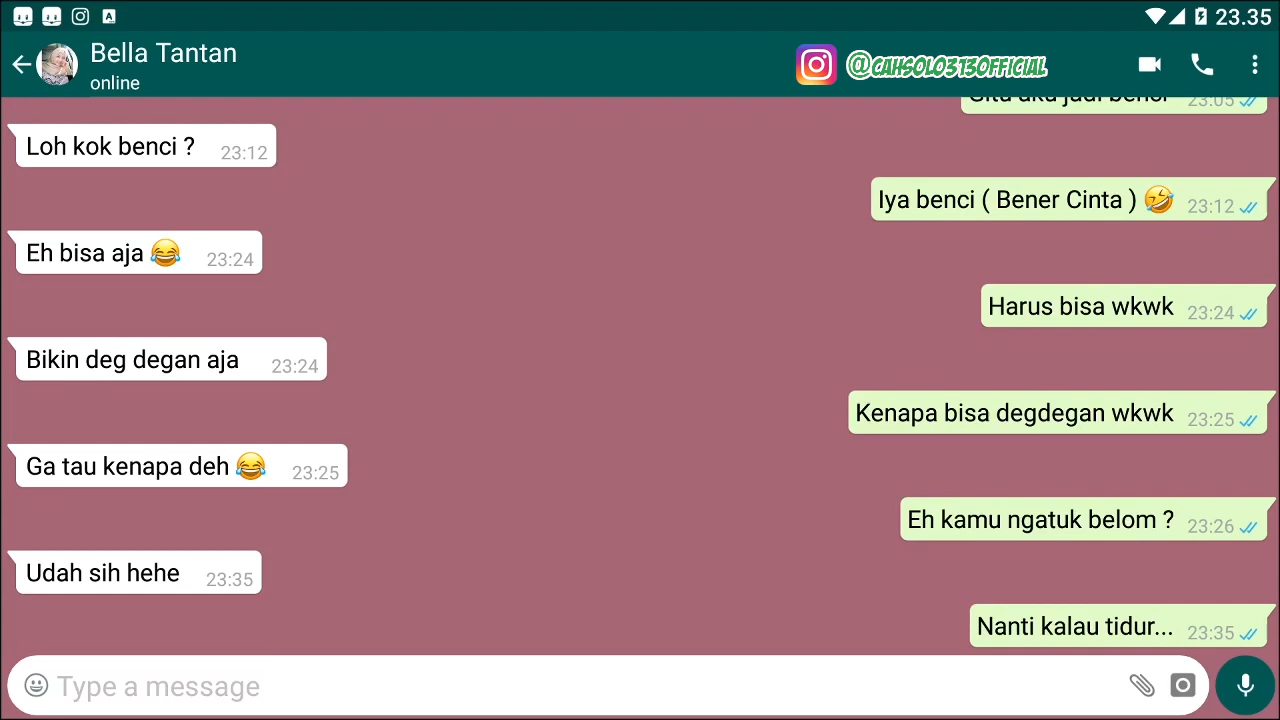 23.35
Bella Tantan
online
@CAHSOLO313OFFICIAL
23:05
Loh kok benci ? 23:12
Iya benci ( Bener Cinta ) 🤣 23:12
Eh bisa aja 😂 23:24
Harus bisa wkwk 23:24
Bikin deg degan aja 23:24
Kenapa bisa degdegan wkwk 23:25
Ga tau kenapa deh 😂 23:25
Eh kamu ngatuk belom ? 23:26
Udah sih hehe 23:35
Nanti kalau tidur... 23:35
Type a message